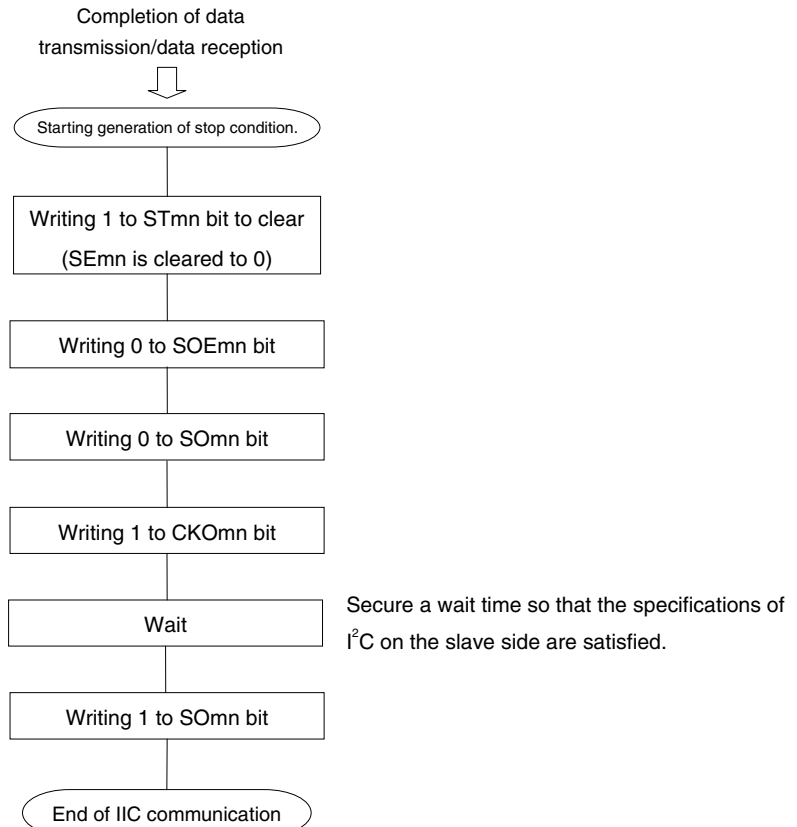 Completion of data
transmission/data reception
Starting generation of stop condition.
Writing 1 to STmn bit to clear
(SEmn is cleared to 0)
Writing 0 to SOEmn bit
Writing 0 to SOmn bit
Writing 1 to CKOmn bit
Wait
Secure a wait time so that the specifications of
I²C on the slave side are satisfied.
Writing 1 to SOmn bit
End of IIC communication